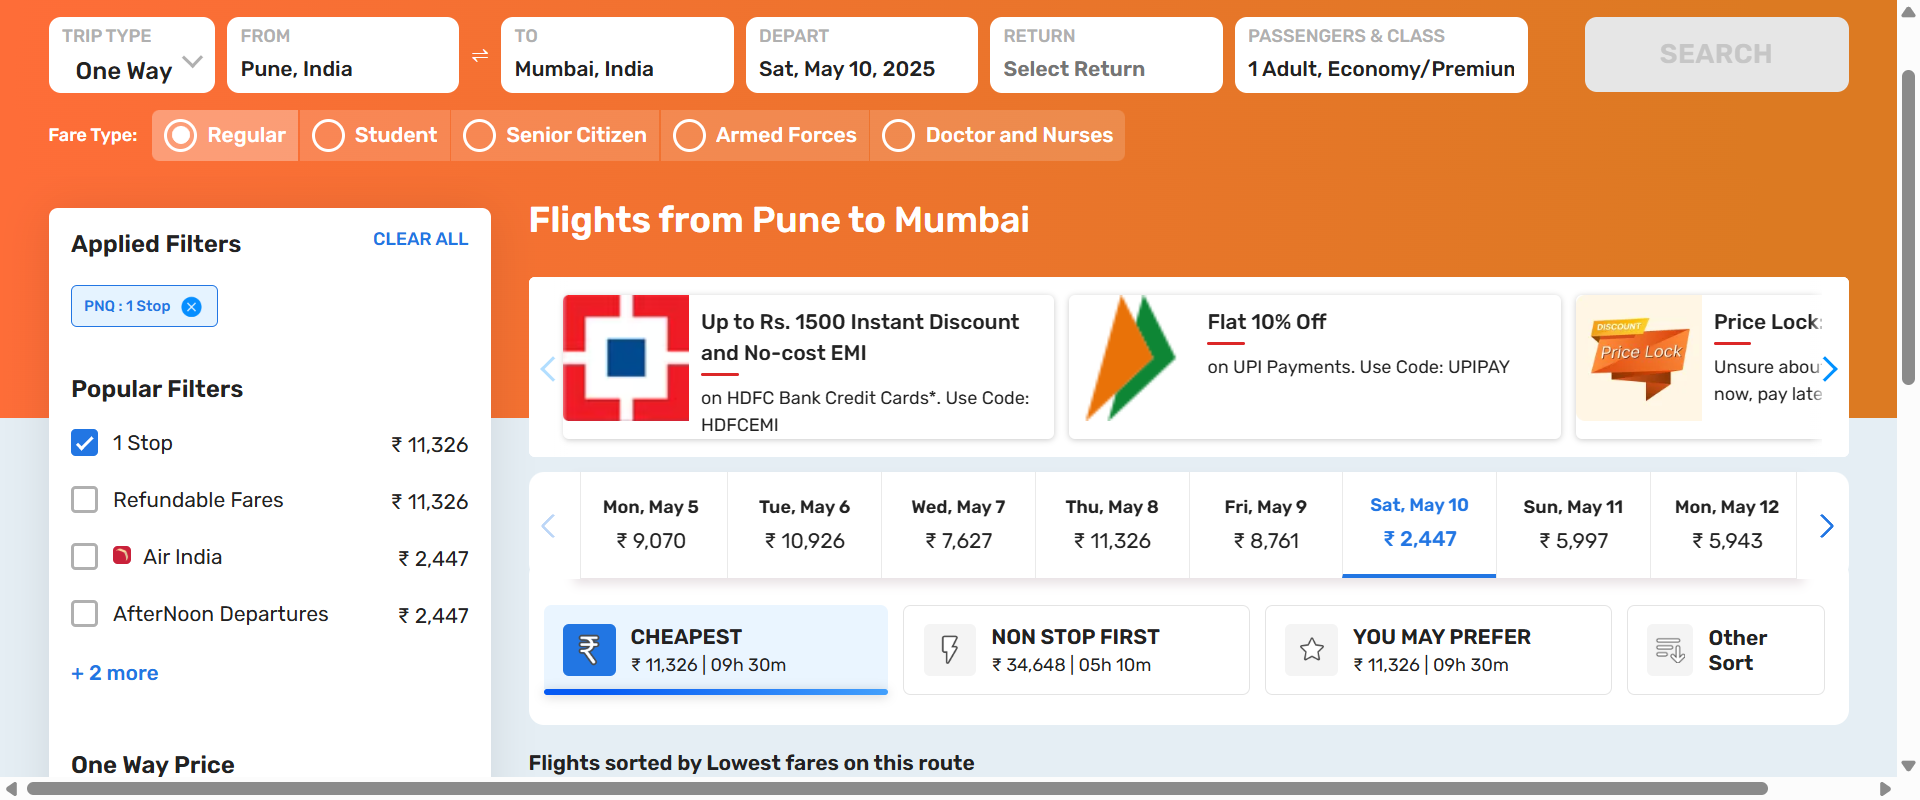 TRIP TYPE
One Way
FROM
Pune, India
TO
Mumbai, India
DEPART
Sat, May 10, 2025
RETURN
Select Return
PASSENGERS & CLASS
1 Adult, Economy/Premiun
SEARCH
Fare Type:
Regular
Student
Senior Citizen
Armed Forces
Doctor and Nurses
Applied Filters
CLEAR ALL
PNQ : 1 Stop
Popular Filters
1 Stop ₹ 11,326
Refundable Fares ₹ 11,326
Air India ₹ 2,447
AfterNoon Departures ₹ 2,447
+ 2 more
One Way Price
Flights from Pune to Mumbai
Up to Rs. 1500 Instant Discount
and No-cost EMI
on HDFC Bank Credit Cards*. Use Code:
HDFCEMI
Flat 10% Off
on UPI Payments. Use Code: UPIPAY
DISCOUNT
Price Lock
Price Lock:
Unsure abou
now, pay late
Mon, May 5
₹ 9,070
Tue, May 6
₹ 10,926
Wed, May 7
₹ 7,627
Thu, May 8
₹ 11,326
Fri, May 9
₹ 8,761
Sat, May 10
₹ 2,447
Sun, May 11
₹ 5,997
Mon, May 12
₹ 5,943
CHEAPEST
₹ 11,326 | 09h 30m
NON STOP FIRST
₹ 34,648 | 05h 10m
YOU MAY PREFER
₹ 11,326 | 09h 30m
Other
Sort
Flights sorted by Lowest fares on this route